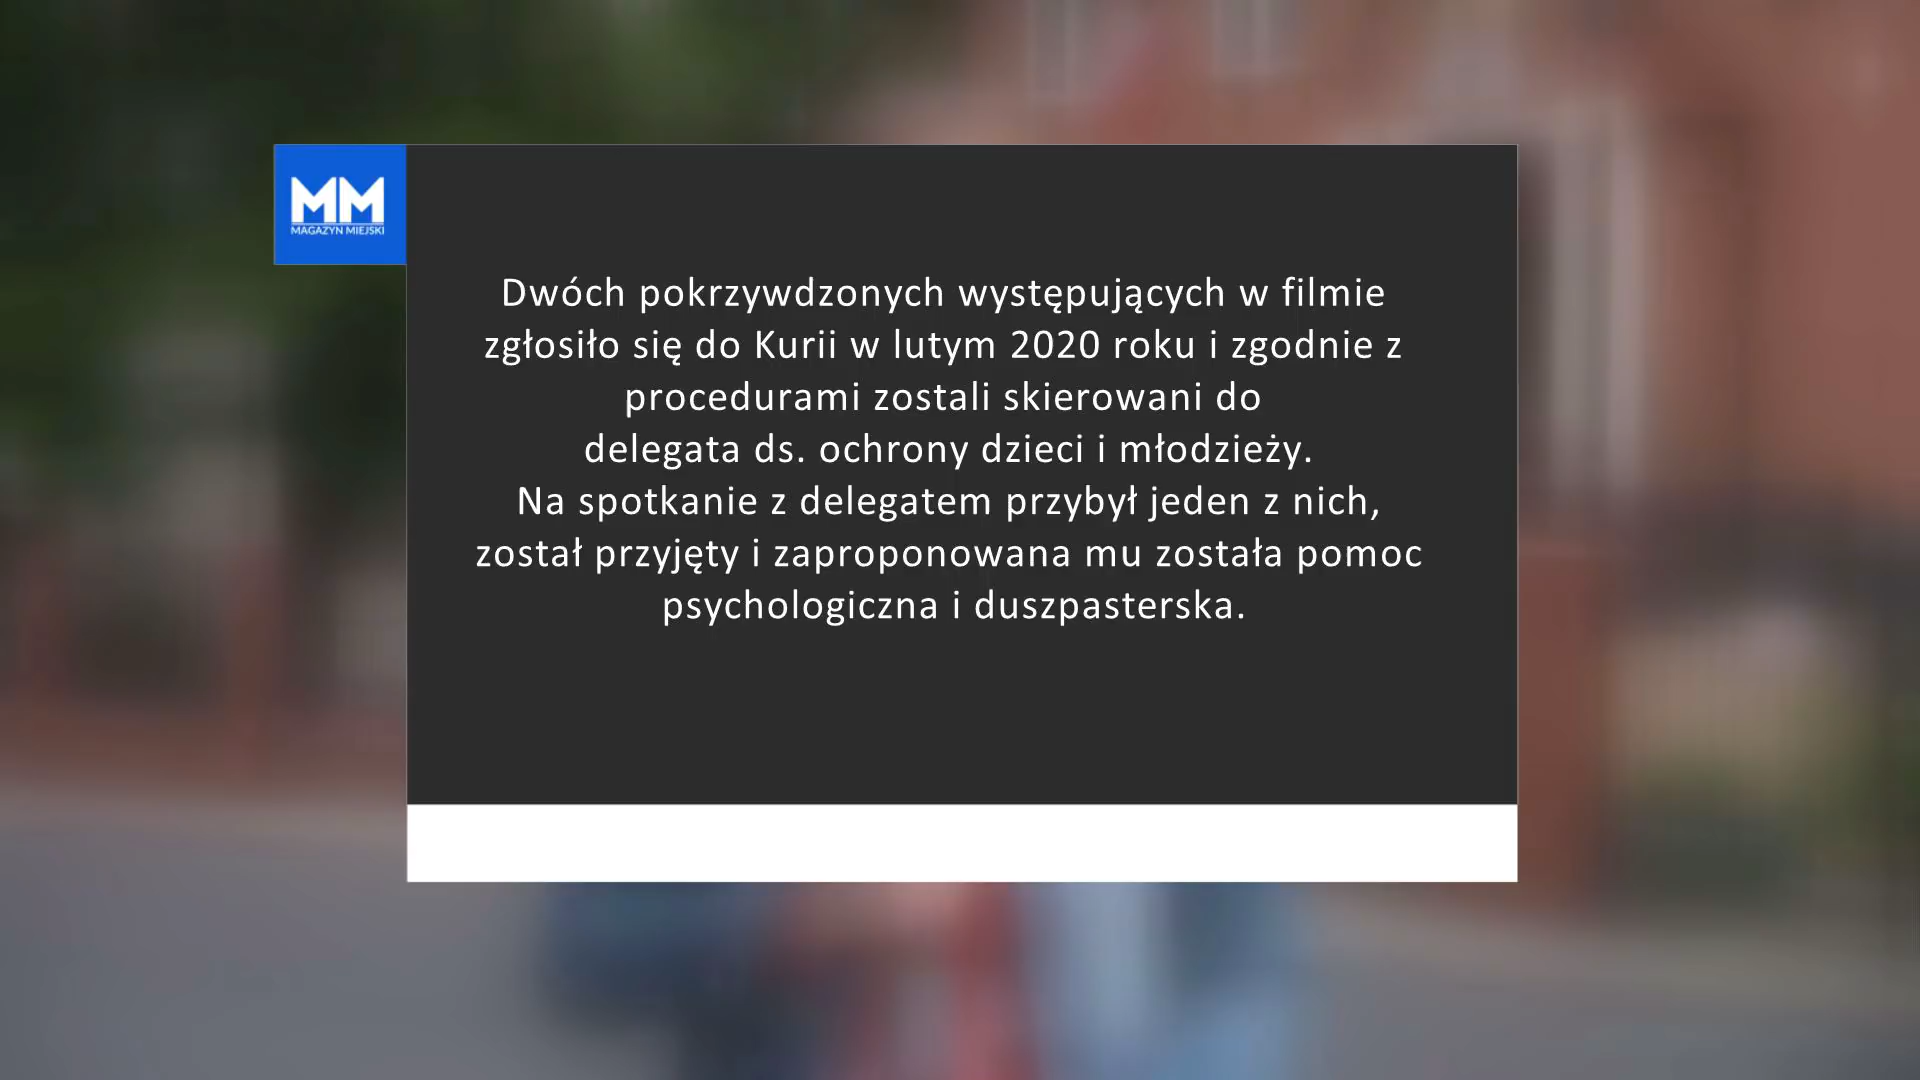 MM
MAGAZYN MIEJSKI
Dwóch pokrzywdzonych występujących w filmie
zgłosiło się do Kurii w lutym 2020 roku i zgodnie z
procedurami zostali skierowani do
delegata ds. ochrony dzieci i młodzieży.
Na spotkanie z delegatem przybył jeden z nich,
został przyjęty i zaproponowana mu została pomoc
psychologiczna i duszpasterska.